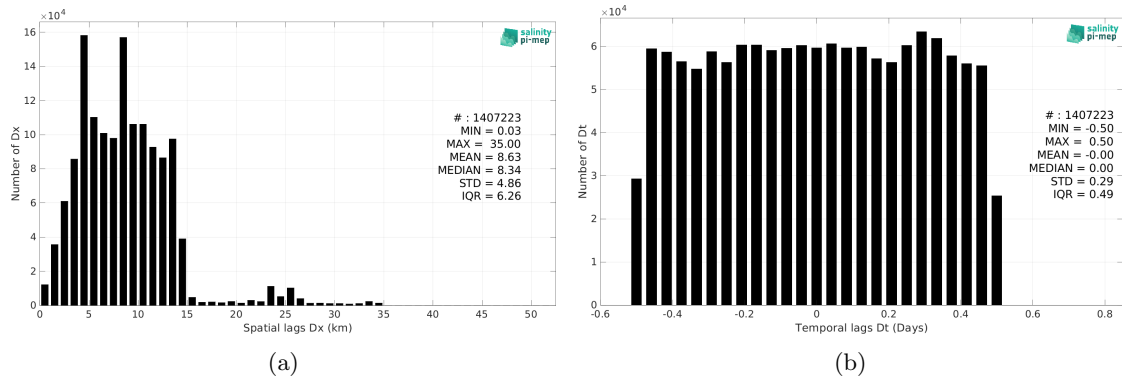 ×10⁴
16
14
12
10
8
6
4
2
0
Number of Dx
salinity
pi-mep
# : 1407223
MIN = 0.03
MAX = 35.00
MEAN = 8.63
MEDIAN = 8.34
STD = 4.86
IQR = 6.26
0 5 10 15 20 25 30 35 40 45 50
Spatial lags Dx (km)
(a)
×10⁴
6
5
4
3
2
1
0
Number of Dt
salinity
pi-mep
# : 1407223
MIN = -0.50
MAX = 0.50
MEAN = -0.00
MEDIAN = 0.00
STD = 0.29
IQR = 0.49
-0.6 -0.4 -0.2 0 0.2 0.4 0.6 0.8
Temporal lags Dt (Days)
(b)